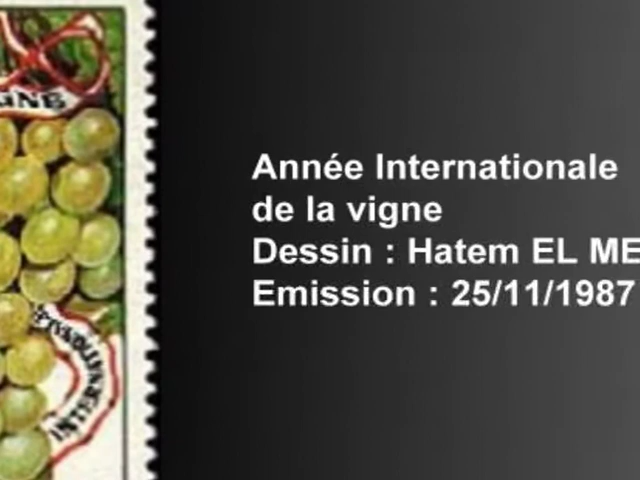 Année Internationale
de la vigne
Dessin : Hatem EL ME
Emission : 25/11/1987